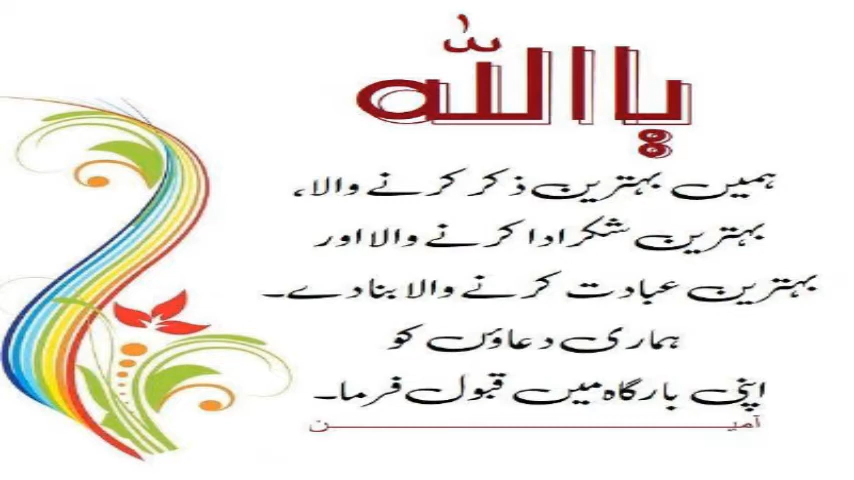 یا اللہ
ہمیں بہترین ذکر کرنے والا،
بہترین شکر ادا کرنے والا اور
بہترین عبادت کرنے والا بنا دے۔
ہماری دعاؤں کو
اپنی بارگاہ میں قبول فرما۔
آمیـــــــــــــــــــــــــــــن